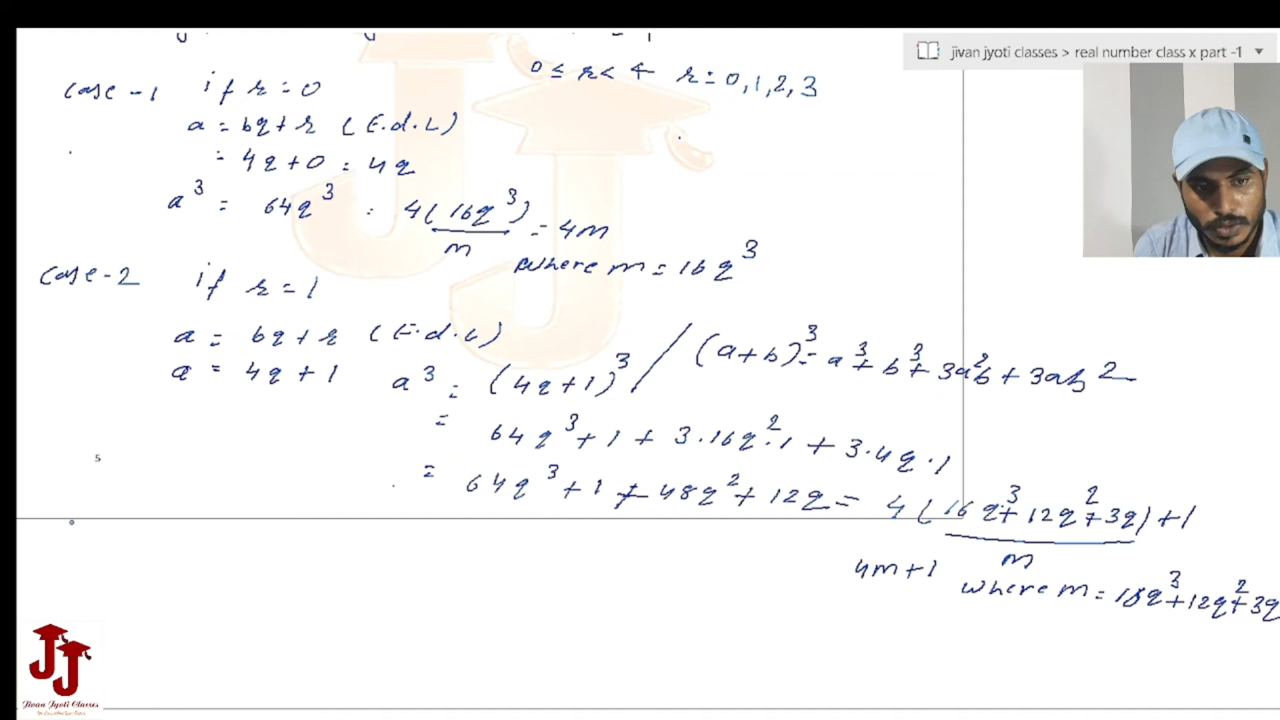 jivan jyoti classes > real number class x part -1
0 ≤ r < 4 r = 0, 1, 2, 3
case - 1 if r = 0
a = bq + r (E.d.L)
= 4q + 0 = 4q
a³ = 64q³ = 4(16q³) = 4m
m
where m = 16q³
case - 2 if r = 1
a = bq + r (E.d.L)
a = 4q + 1
a³ = (4q + 1)³ / (a+b)³ = a³ + b³ + 3a²b + 3ab²
= 64q³ + 1 + 3.16q².1 + 3.4q.1
= 64q³ + 1 + 48q² + 12q = 4(16q³ + 12q² + 3q) + 1
m
4m + 1 where m = 16q³ + 12q² + 3q
5
JJ
Jivan Jyoti Classes